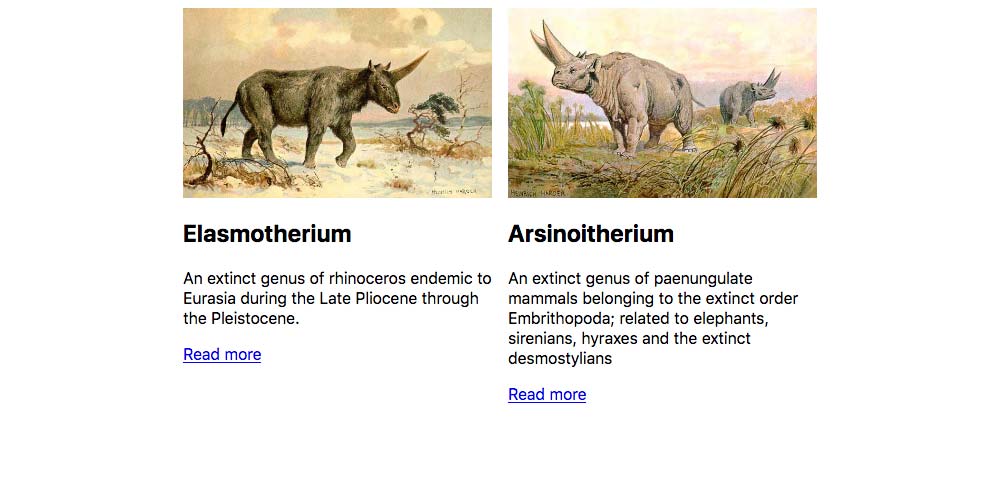 HEINRICH HARDER
HEINRICH HARDER
Elasmotherium
An extinct genus of rhinoceros endemic to
Eurasia during the Late Pliocene through
the Pleistocene.
Read more
Arsinoitherium
An extinct genus of paenungulate
mammals belonging to the extinct order
Embrithopoda; related to elephants,
sirenians, hyraxes and the extinct
desmostylians
Read more